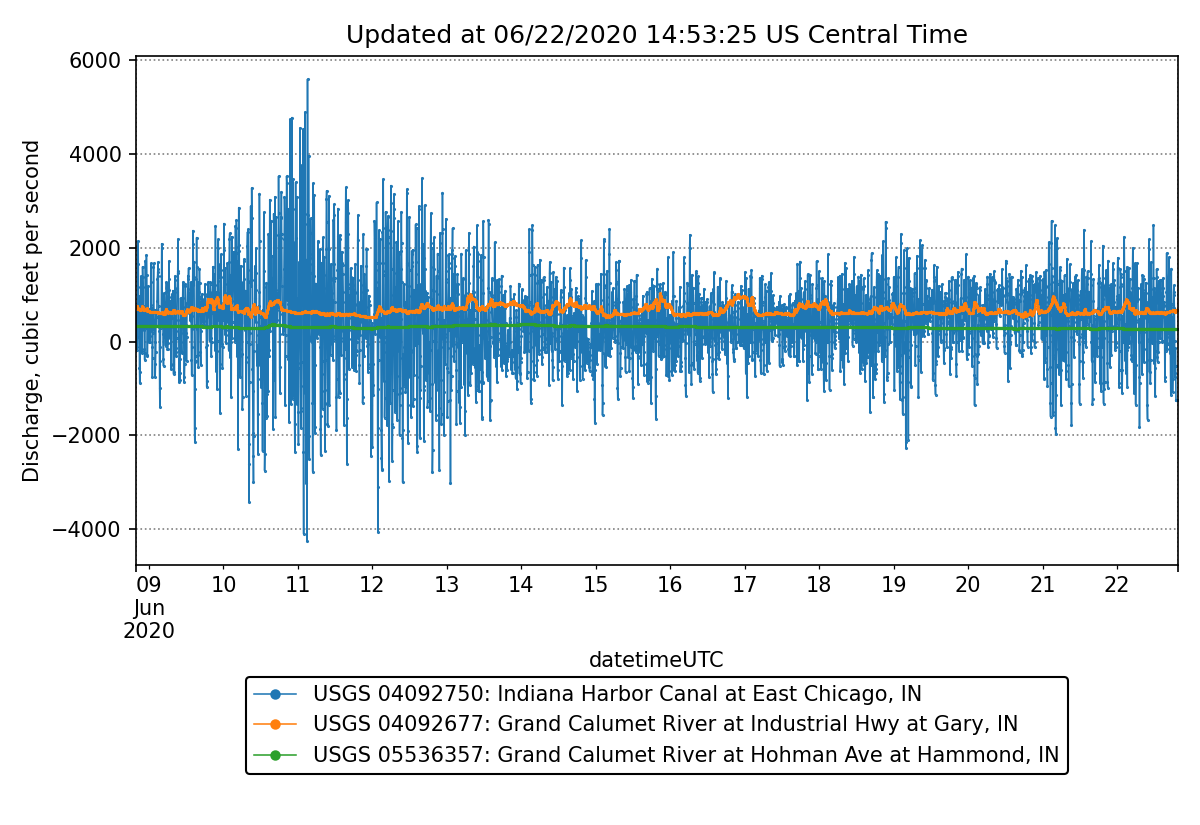 Updated at 06/22/2020 14:53:25 US Central Time
Discharge, cubic feet per second
6000
4000
2000
0
−2000
−4000
09 10 11 12 13 14 15 16 17 18 19 20 21 22
Jun
2020
datetimeUTC
USGS 04092750: Indiana Harbor Canal at East Chicago, IN
USGS 04092677: Grand Calumet River at Industrial Hwy at Gary, IN
USGS 05536357: Grand Calumet River at Hohman Ave at Hammond, IN